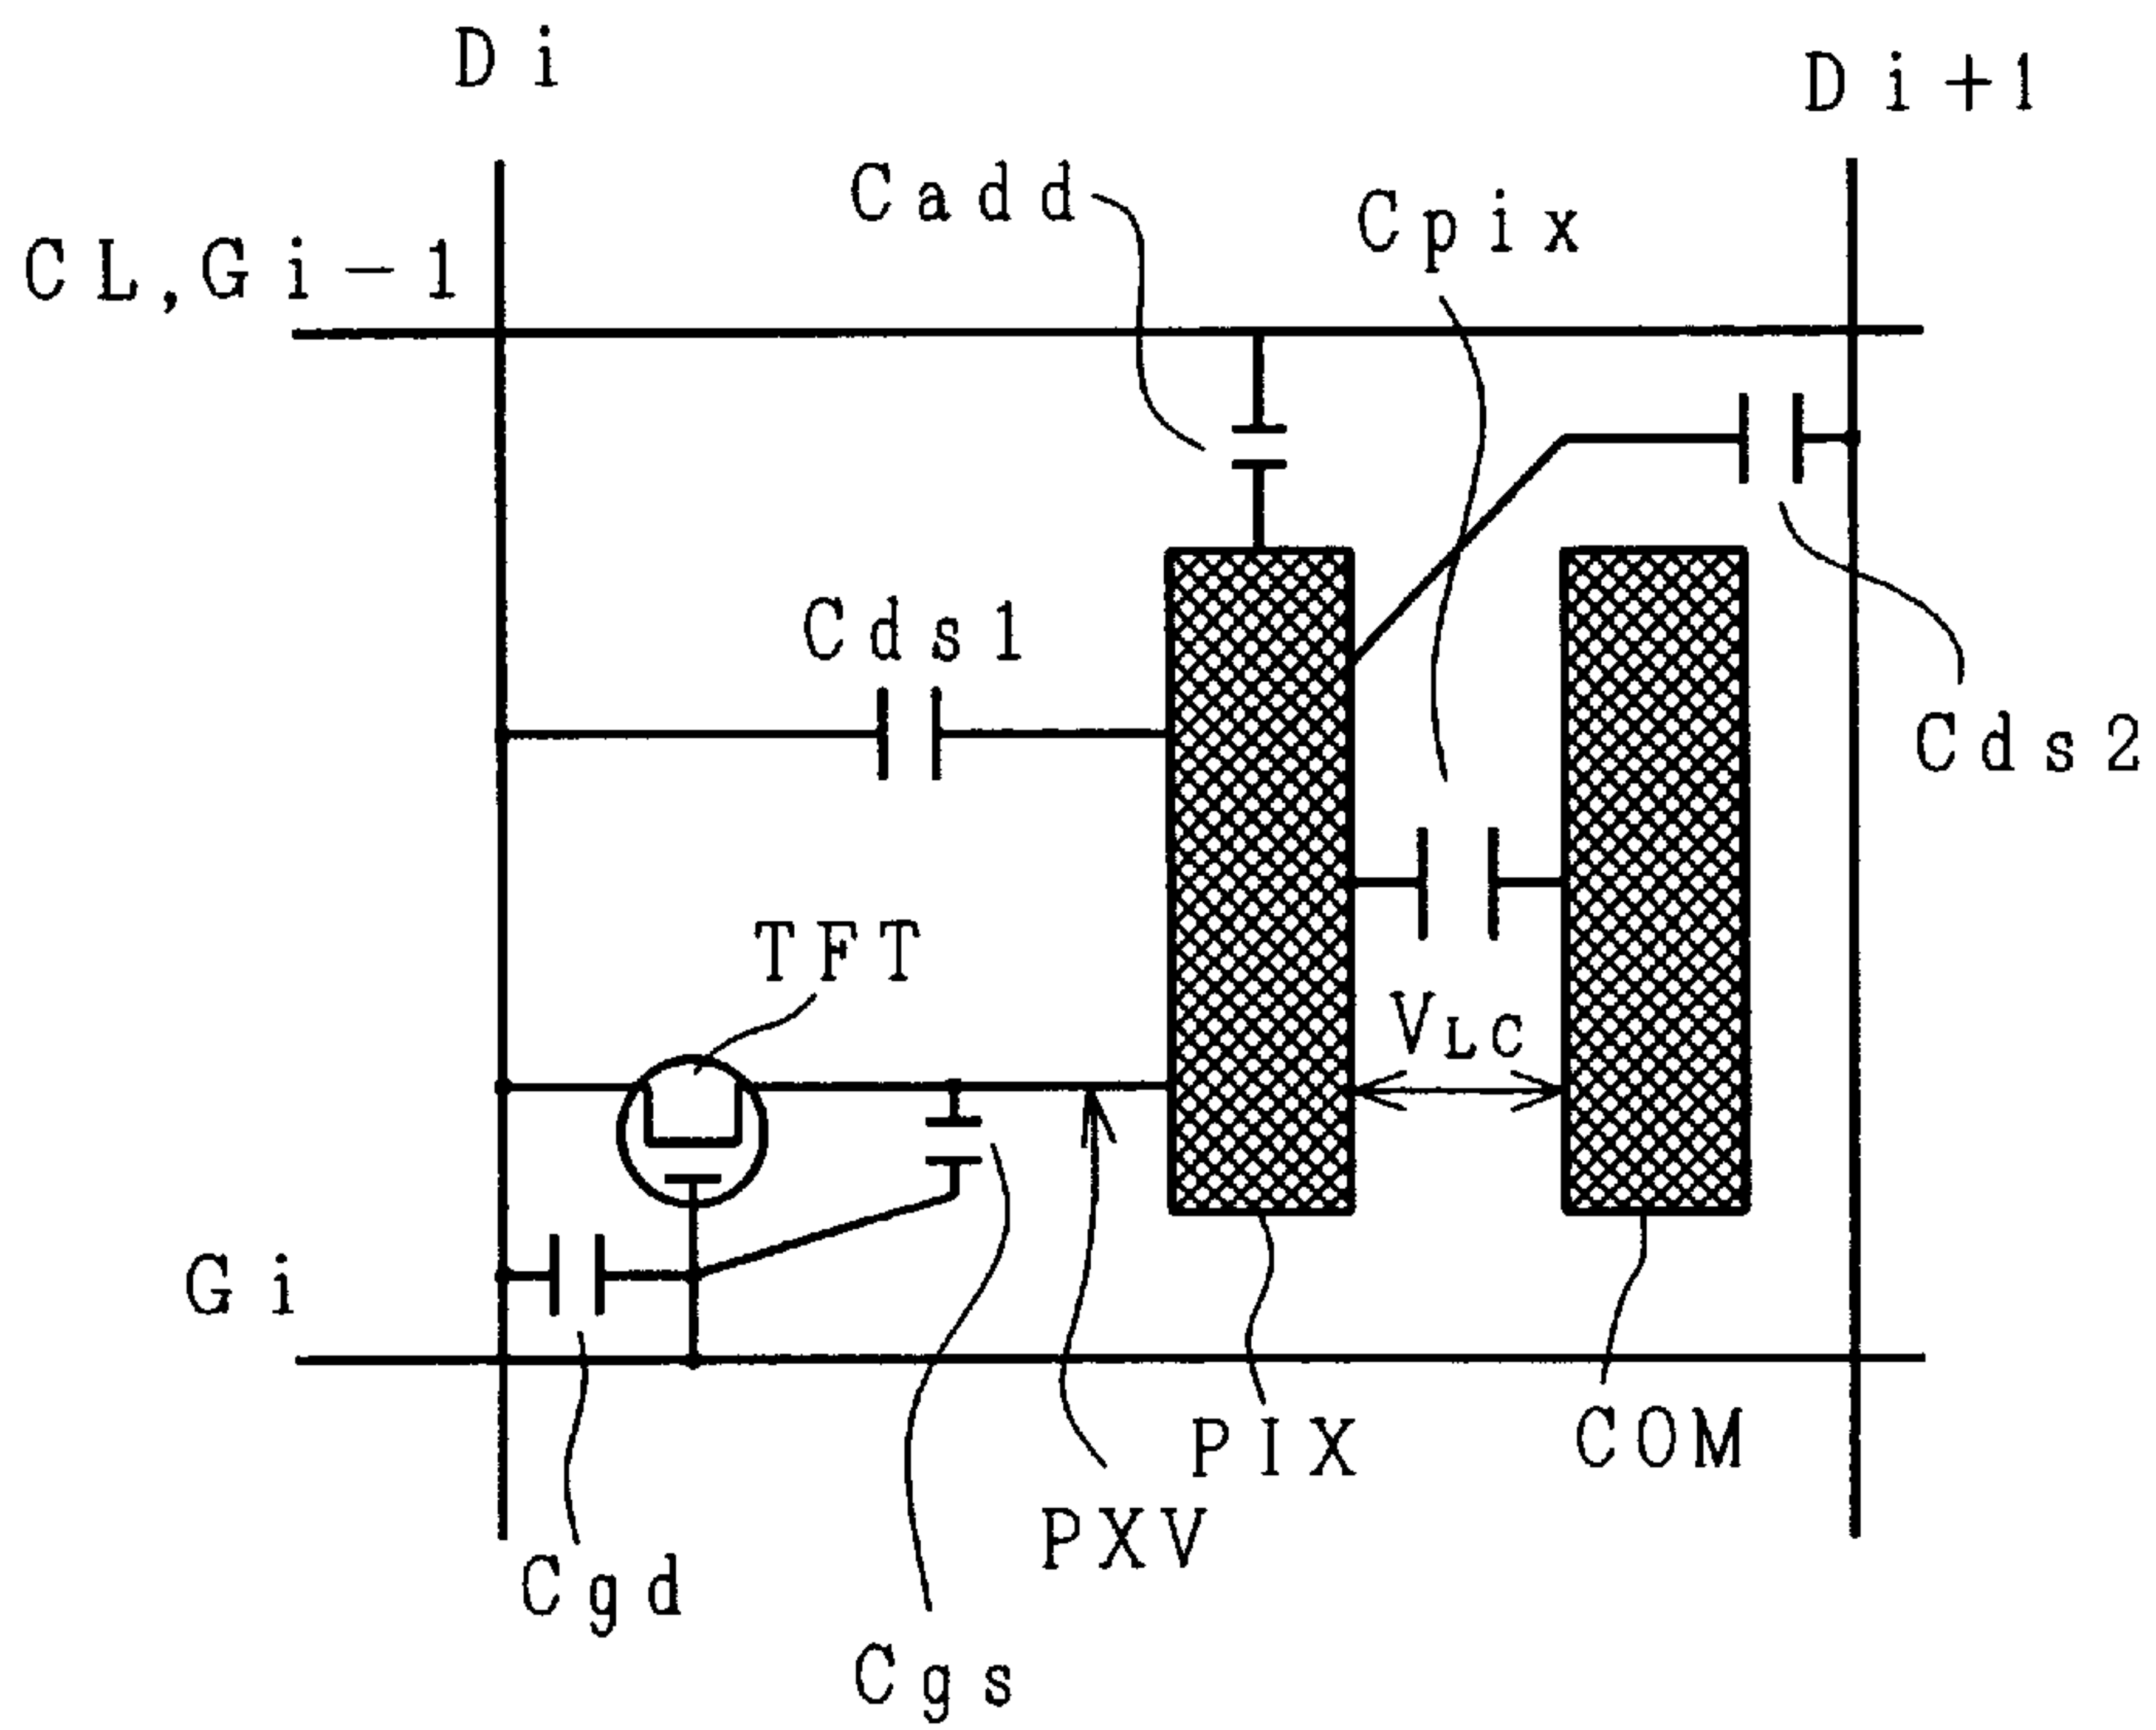 Di
Di+1
Cadd
Cpix
CL,Gi-1
Cds1
Cds2
TFT
VLC
Gi
PIX
COM
PXV
Cgd
Cgs